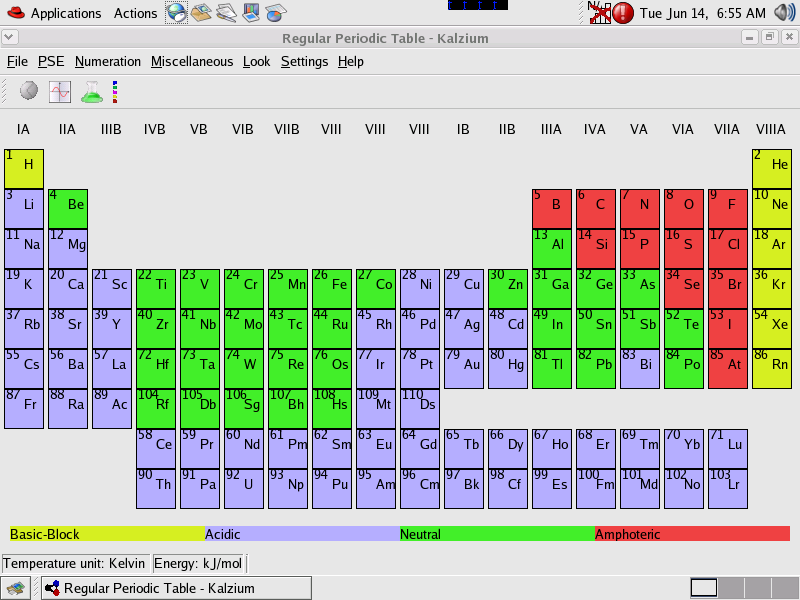 Applications Actions Tue Jun 14, 6:55 AM
Regular Periodic Table - Kalzium
File PSE Numeration Miscellaneous Look Settings Help
IA IIA IIIB IVB VB VIB VIIB VIII VIII VIII IB IIB IIIA IVA VA VIA VIIA VIIIA
1 H 2 He
3 Li 4 Be 5 B 6 C 7 N 8 O 9 F 10 Ne
11 Na 12 Mg 13 Al 14 Si 15 P 16 S 17 Cl 18 Ar
19 K 20 Ca 21 Sc 22 Ti 23 V 24 Cr 25 Mn 26 Fe 27 Co 28 Ni 29 Cu 30 Zn 31 Ga 32 Ge 33 As 34 Se 35 Br 36 Kr
37 Rb 38 Sr 39 Y 40 Zr 41 Nb 42 Mo 43 Tc 44 Ru 45 Rh 46 Pd 47 Ag 48 Cd 49 In 50 Sn 51 Sb 52 Te 53 I 54 Xe
55 Cs 56 Ba 57 La 72 Hf 73 Ta 74 W 75 Re 76 Os 77 Ir 78 Pt 79 Au 80 Hg 81 Tl 82 Pb 83 Bi 84 Po 85 At 86 Rn
87 Fr 88 Ra 89 Ac 104 Rf 105 Db 106 Sg 107 Bh 108 Hs 109 Mt 110 Ds
58 Ce 59 Pr 60 Nd 61 Pm 62 Sm 63 Eu 64 Gd 65 Tb 66 Dy 67 Ho 68 Er 69 Tm 70 Yb 71 Lu
90 Th 91 Pa 92 U 93 Np 94 Pu 95 Am 96 Cm 97 Bk 98 Cf 99 Es 100 Fm 101 Md 102 No 103 Lr
Basic-Block Acidic Neutral Amphoteric
Temperature unit: Kelvin Energy: kJ/mol
Regular Periodic Table - Kalzium